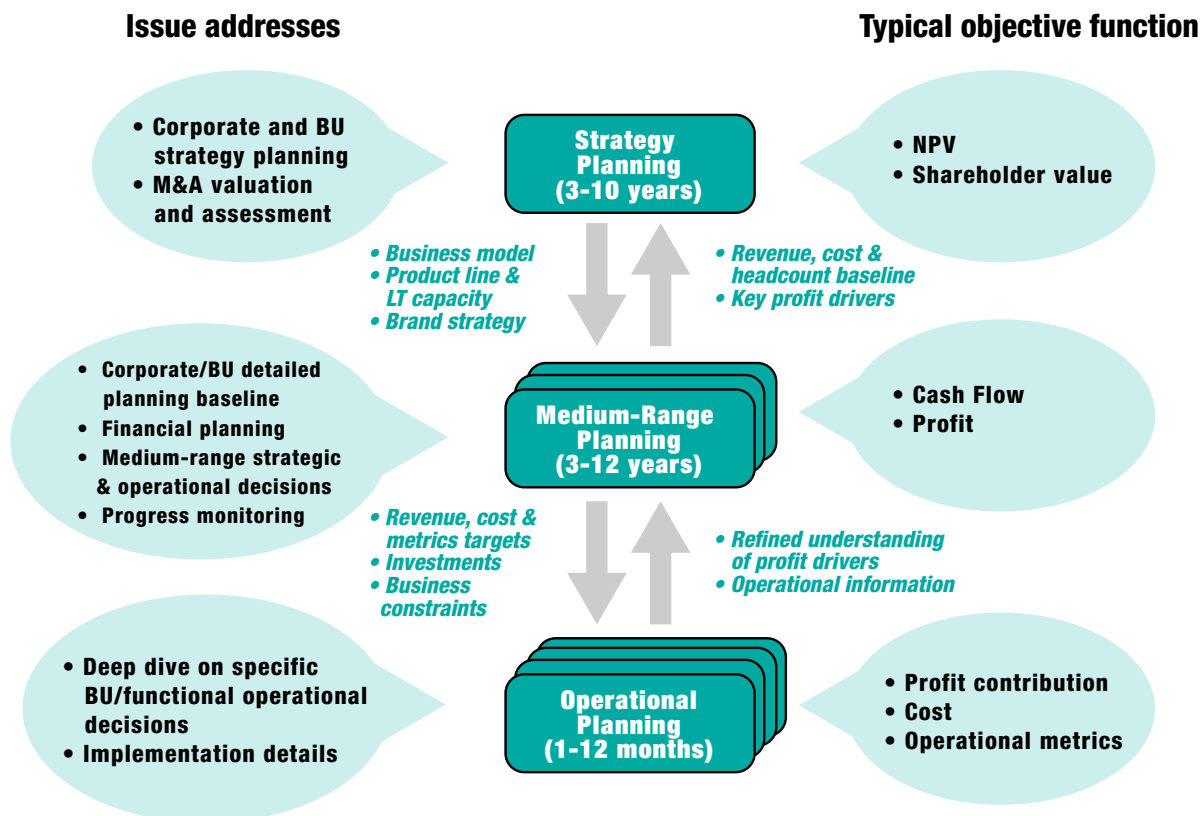 Issue addresses
Typical objective function
• Corporate and BU
strategy planning
• M&A valuation
and assessment
Strategy
Planning
(3-10 years)
• NPV
• Shareholder value
• Business model
• Product line &
LT capacity
• Brand strategy
• Revenue, cost &
headcount baseline
• Key profit drivers
• Corporate/BU detailed
planning baseline
• Financial planning
• Medium-range strategic
& operational decisions
• Progress monitoring
Medium-Range
Planning
(3-12 years)
• Cash Flow
• Profit
• Revenue, cost &
metrics targets
• Investments
• Business
constraints
• Refined understanding
of profit drivers
• Operational information
• Deep dive on specific
BU/functional operational
decisions
• Implementation details
Operational
Planning
(1-12 months)
• Profit contribution
• Cost
• Operational metrics